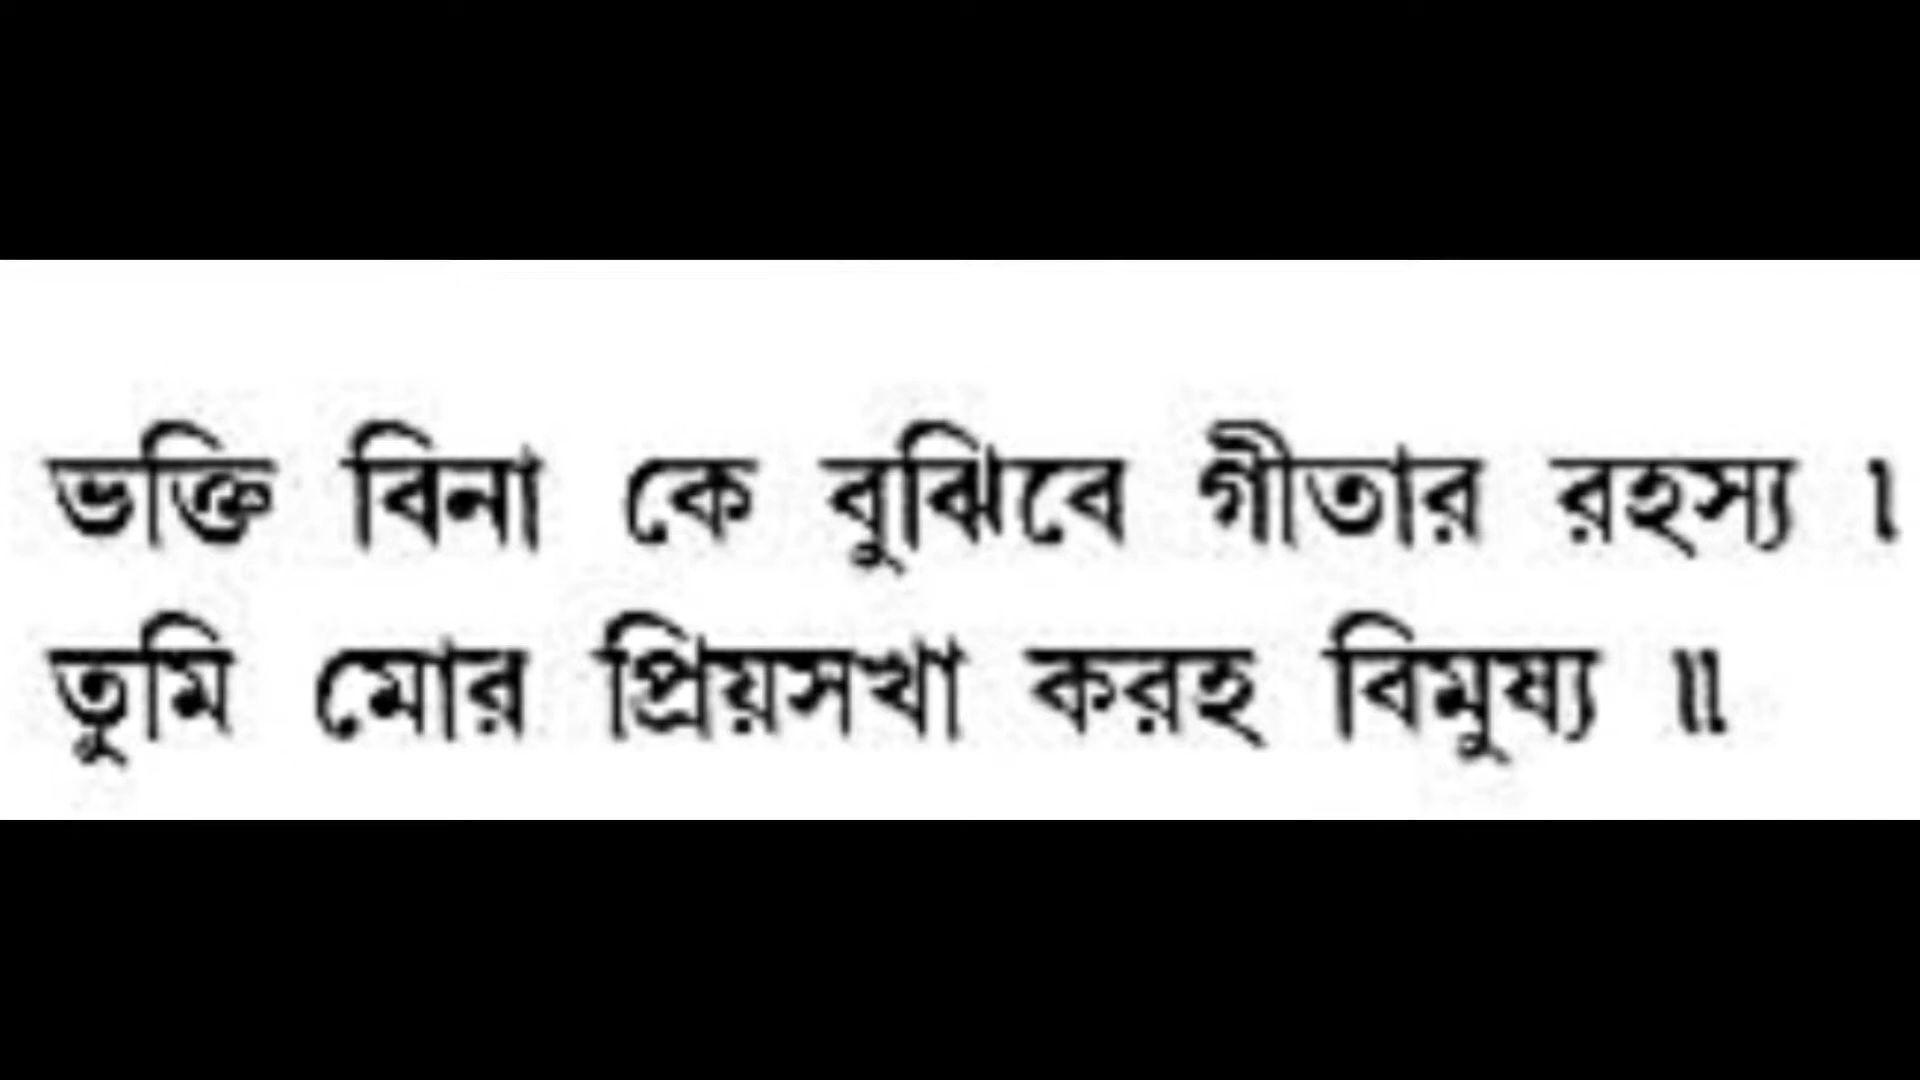 ভক্তি বিনা কে বুঝিবে গীতার রহস্য ।
তুমি মোর প্রিয়সখা করহ বিমুষ্য ॥